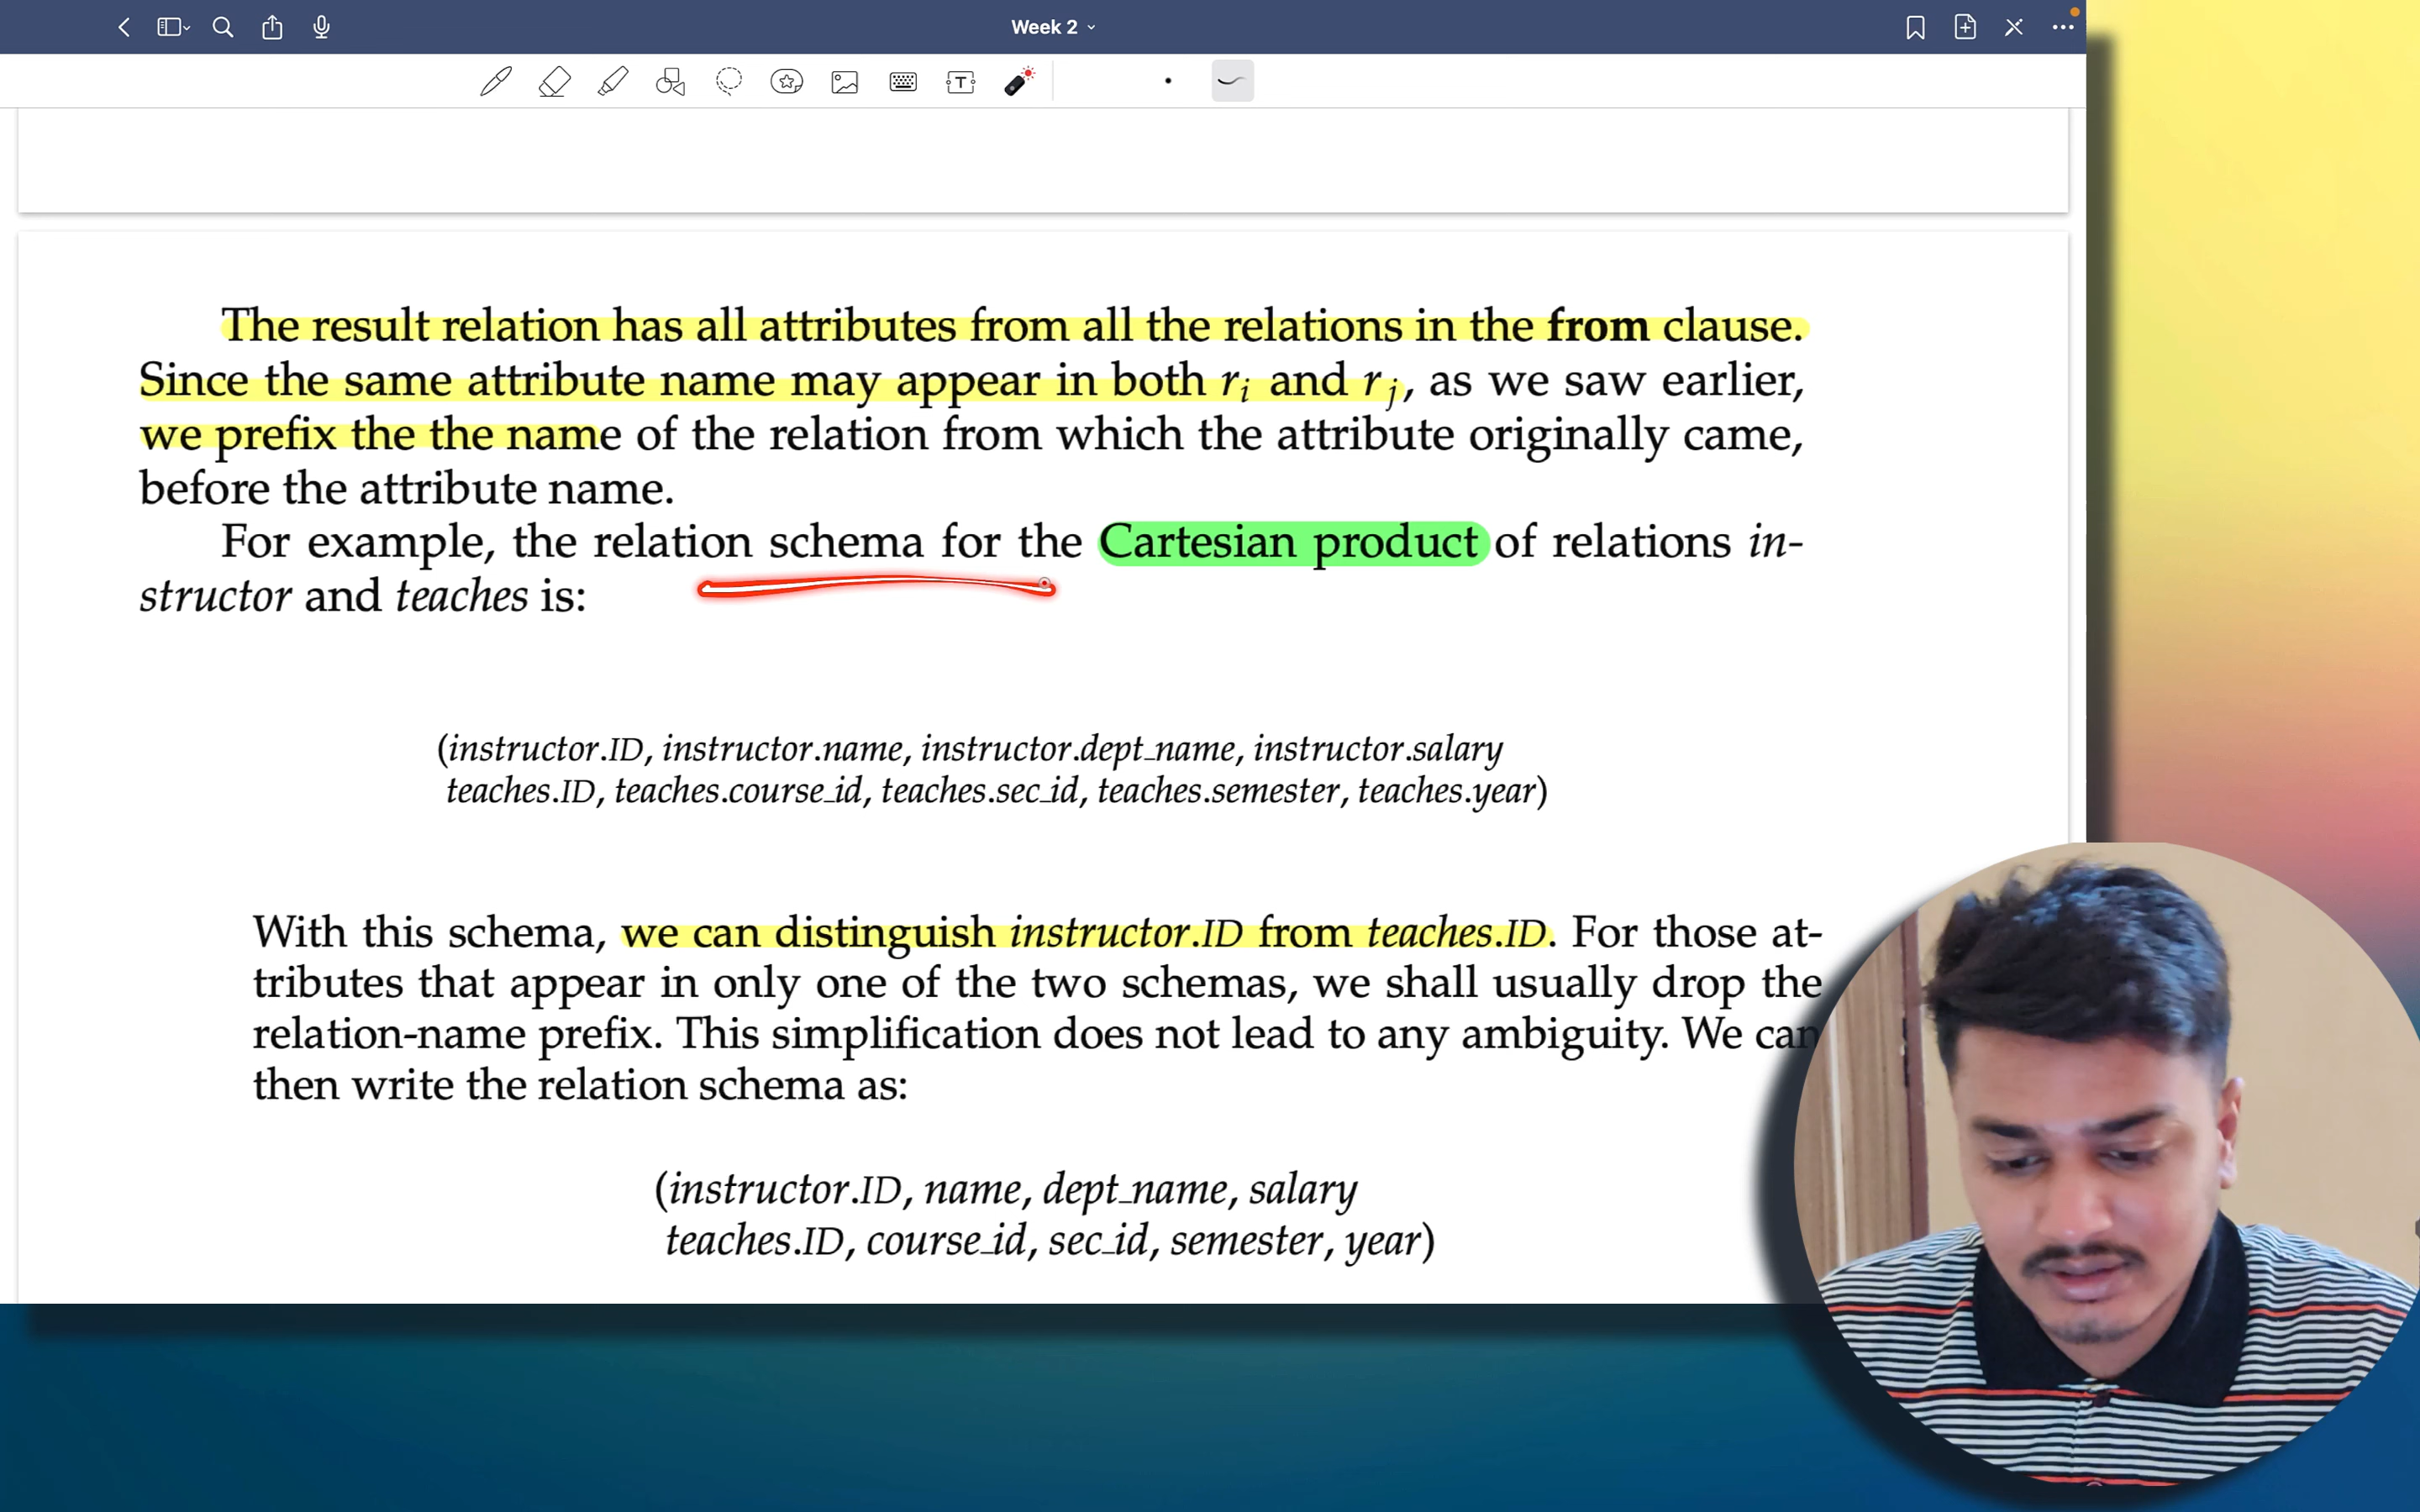 Week 2
T
The result relation has all attributes from all the relations in the from clause.
Since the same attribute name may appear in both ri and rj, as we saw earlier,
we prefix the the name of the relation from which the attribute originally came,
before the attribute name.
For example, the relation schema for the Cartesian product of relations in-
structor and teaches is:
(instructor.ID, instructor.name, instructor.dept_name, instructor.salary
teaches.ID, teaches.course_id, teaches.sec_id, teaches.semester, teaches.year)
With this schema, we can distinguish instructor.ID from teaches.ID. For those at-
tributes that appear in only one of the two schemas, we shall usually drop the
relation-name prefix. This simplification does not lead to any ambiguity. We can
then write the relation schema as:
(instructor.ID, name, dept_name, salary
teaches.ID, course_id, sec_id, semester, year)